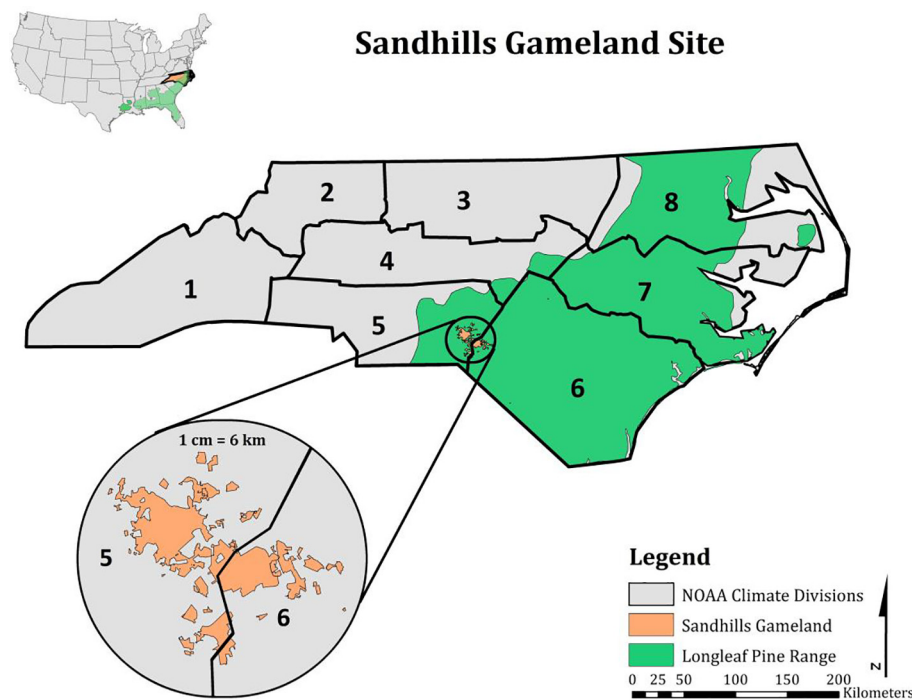 Sandhills Gameland Site
2
3
8
4
1
7
5
6
1 cm = 6 km
5
6
Legend
NOAA Climate Divisions
Sandhills Gameland
Longleaf Pine Range
N
0 25 50 100 150 200
Kilometers